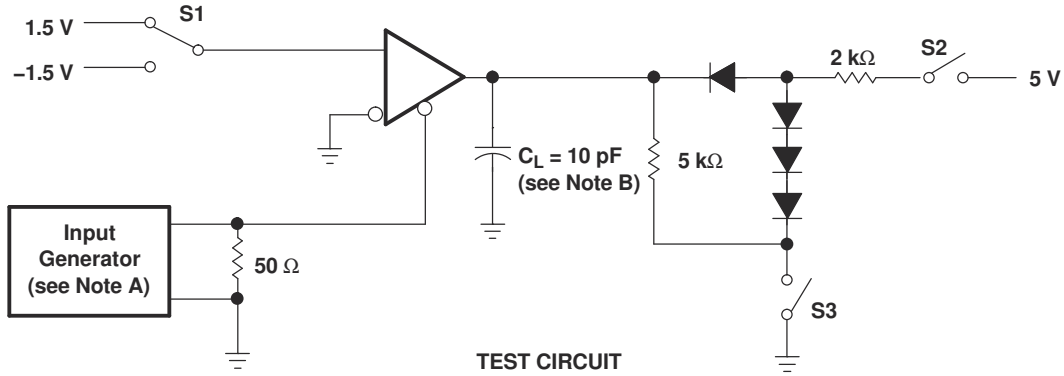 S1
1.5 V
–1.5 V
2 kΩ
S2
5 V
CL = 10 pF
(see Note B)
5 kΩ
Input
Generator
(see Note A)
50 Ω
S3
TEST CIRCUIT